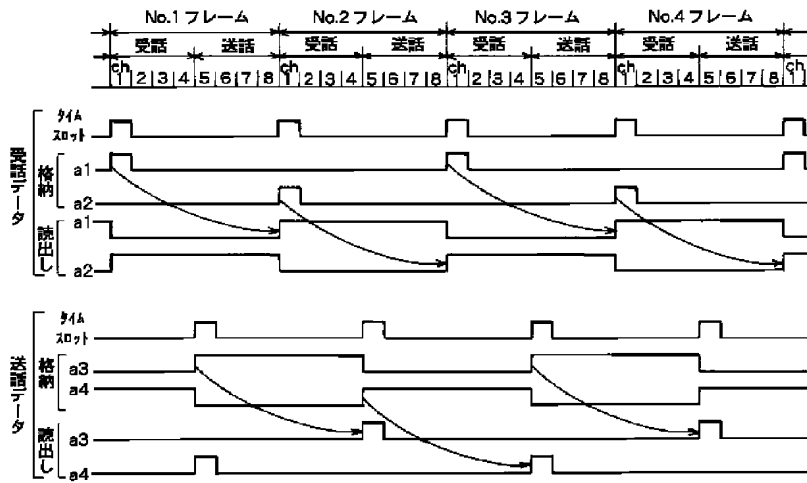 No.1 フレーム No.2 フレーム No.3 フレーム No.4 フレーム
受話 送話 受話 送話 受話 送話 受話 送話
ch ch ch ch ch
1 2 3 4 5 6 7 8 1 2 3 4 5 6 7 8 1 2 3 4 5 6 7 8 1 2 3 4 5 6 7 8 1
受話データ
タイム
スロット
格納
a1
a2
読出し
a1
a2
送話データ
タイム
スロット
格納
a3
a4
読出し
a3
a4